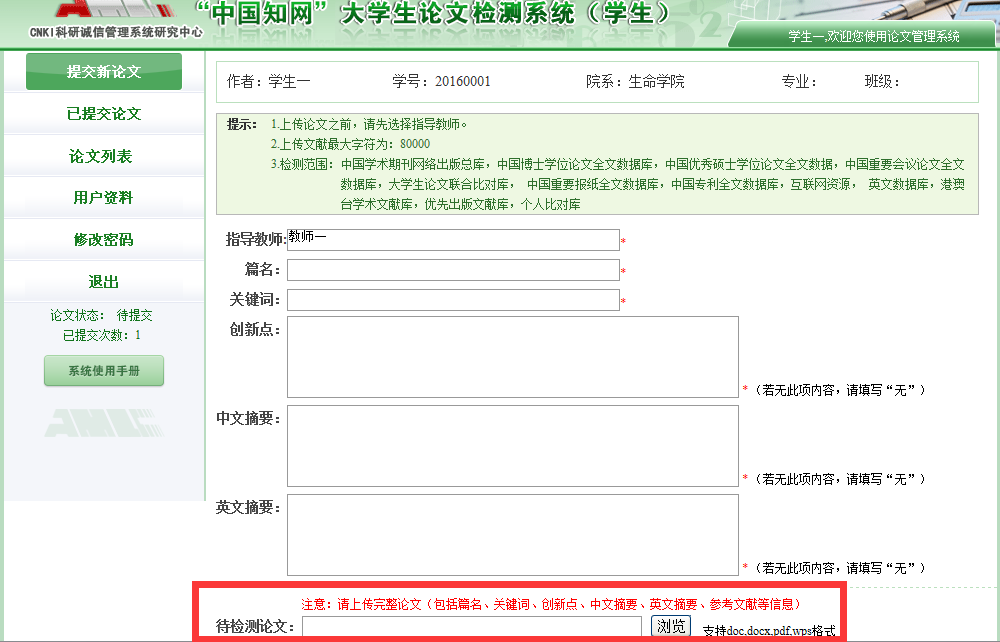 “中国知网”大学生论文检测系统（学生）
CNKI科研诚信管理系统研究中心
学生一,欢迎您使用论文管理系统
提交新论文
已提交论文
论文列表
用户资料
修改密码
退出
论文状态： 待提交
已提交次数：1
系统使用手册
AMLC
作者：学生一 学号：20160001 院系：生命学院 专业： 班级：
提示： 1.上传论文之前，请先选择指导教师。
2.上传文献最大字符为：80000
3.检测范围：中国学术期刊网络出版总库，中国博士学位论文全文数据库，中国优秀硕士学位论文全文数据，中国重要会议论文全文
数据库，大学生论文联合比对库， 中国重要报纸全文数据库，中国专利全文数据库，互联网资源， 英文数据库，港澳
台学术文献库，优先出版文献库，个人比对库
指导教师:教师一*
篇名：*
关键词：*
创新点：
*（若无此项内容，请填写“无”）
中文摘要：
*（若无此项内容，请填写“无”）
英文摘要：
*（若无此项内容，请填写“无”）
注意：请上传完整论文（包括篇名、关键词、创新点、中文摘要、英文摘要、参考文献等信息）
待检测论文： 浏览 支持doc,docx,pdf,wps格式